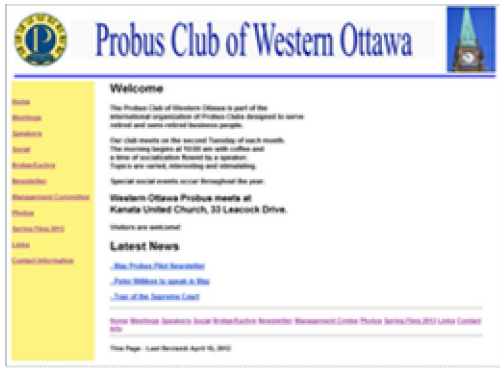 Probus Club of Western Ottawa
Home
Meetings
Speakers
Social
Bridge/Euchre
Newsletter
Management Committee
Photos
Spring Fling 2012
Links
Contact Information
Welcome
The Probus Club of Western Ottawa is part of the
international organization of Probus Clubs designed to serve
retired and semi-retired business people.
Our club meets on the second Tuesday of each month.
The morning begins at 10:00 am with coffee and
a time of socialization flowed by a speaker.
Topics are varied, interesting and stimulating.
Special social events occur throughout the year.
Western Ottawa Probus meets at
Kanata United Church, 33 Leacock Drive.
Visitors are welcome!
Latest News
May Probus Pilot Newsletter
Peter Milliken to speak in May
Tour of the Supreme Court
Home Meetings Speakers Social Bridge/Euchre Newsletter Management Photos Spring Fling 2012 Links Contact
Info
This Page - Last Revised: April 15, 2012